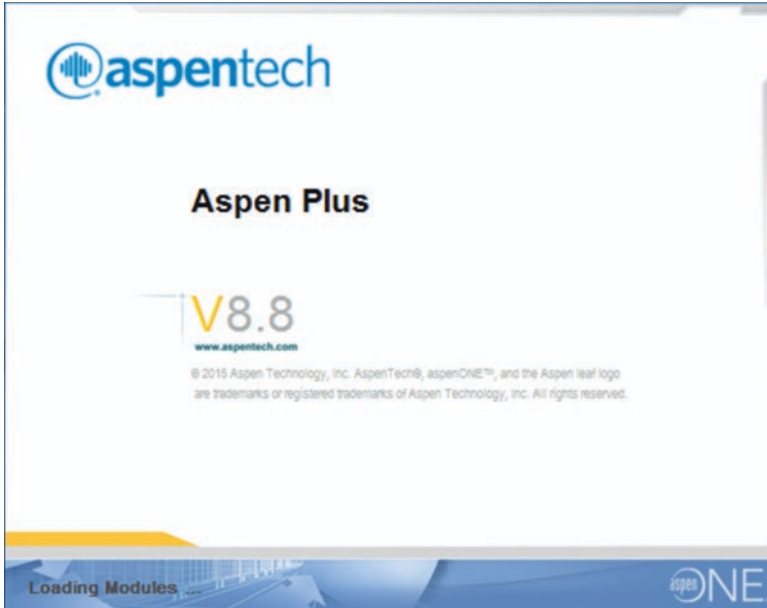 aspentech
Aspen Plus
V8.8
www.aspentech.com
© 2015 Aspen Technology, Inc. AspenTech®, aspenONE™, and the Aspen leaf logo
are trademarks or registered trademarks of Aspen Technology, Inc. All rights reserved.
Loading Modules ...
aspen ONE